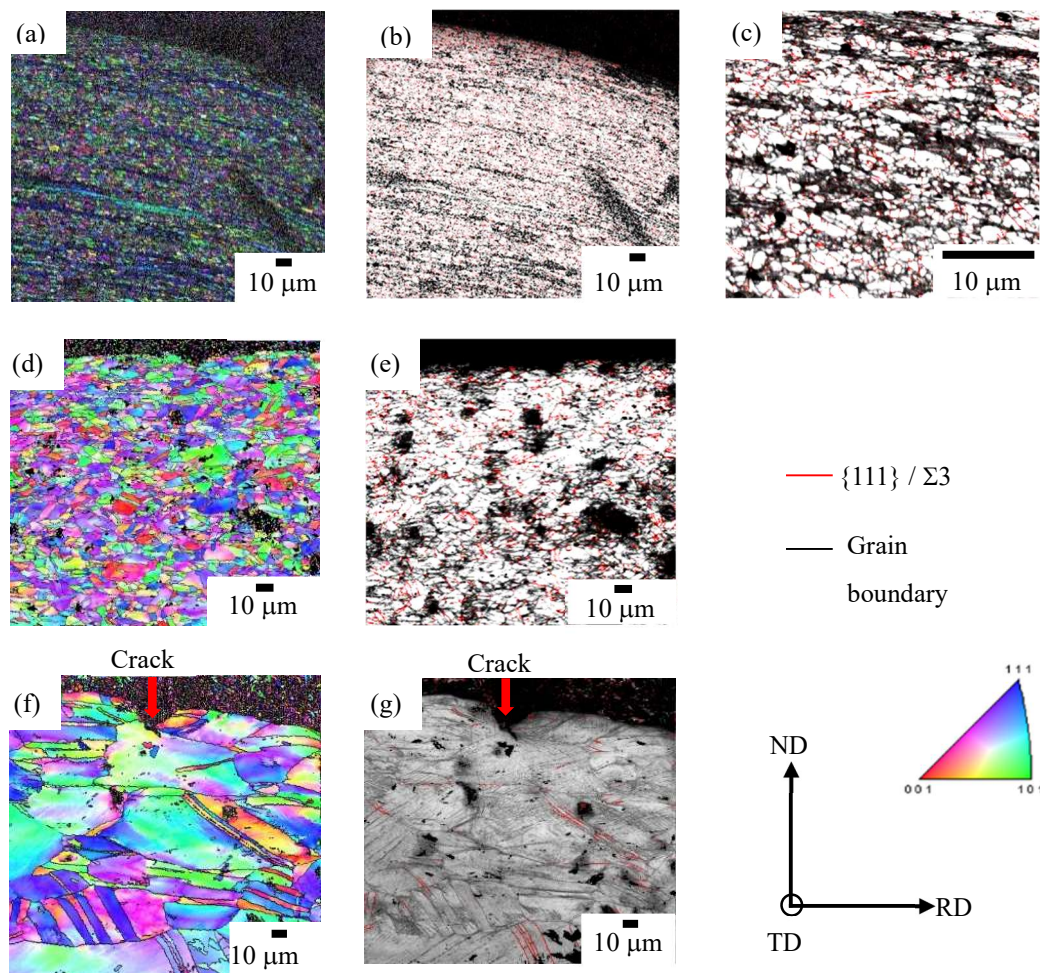 (a)
(b)
(c)
10 μm
10 μm
10 μm
(d)
(e)
{111} / Σ3
Grain
boundary
10 μm
10 μm
Crack
Crack
(f)
(g)
111
001
101
ND
RD
TD
10 μm
10 μm